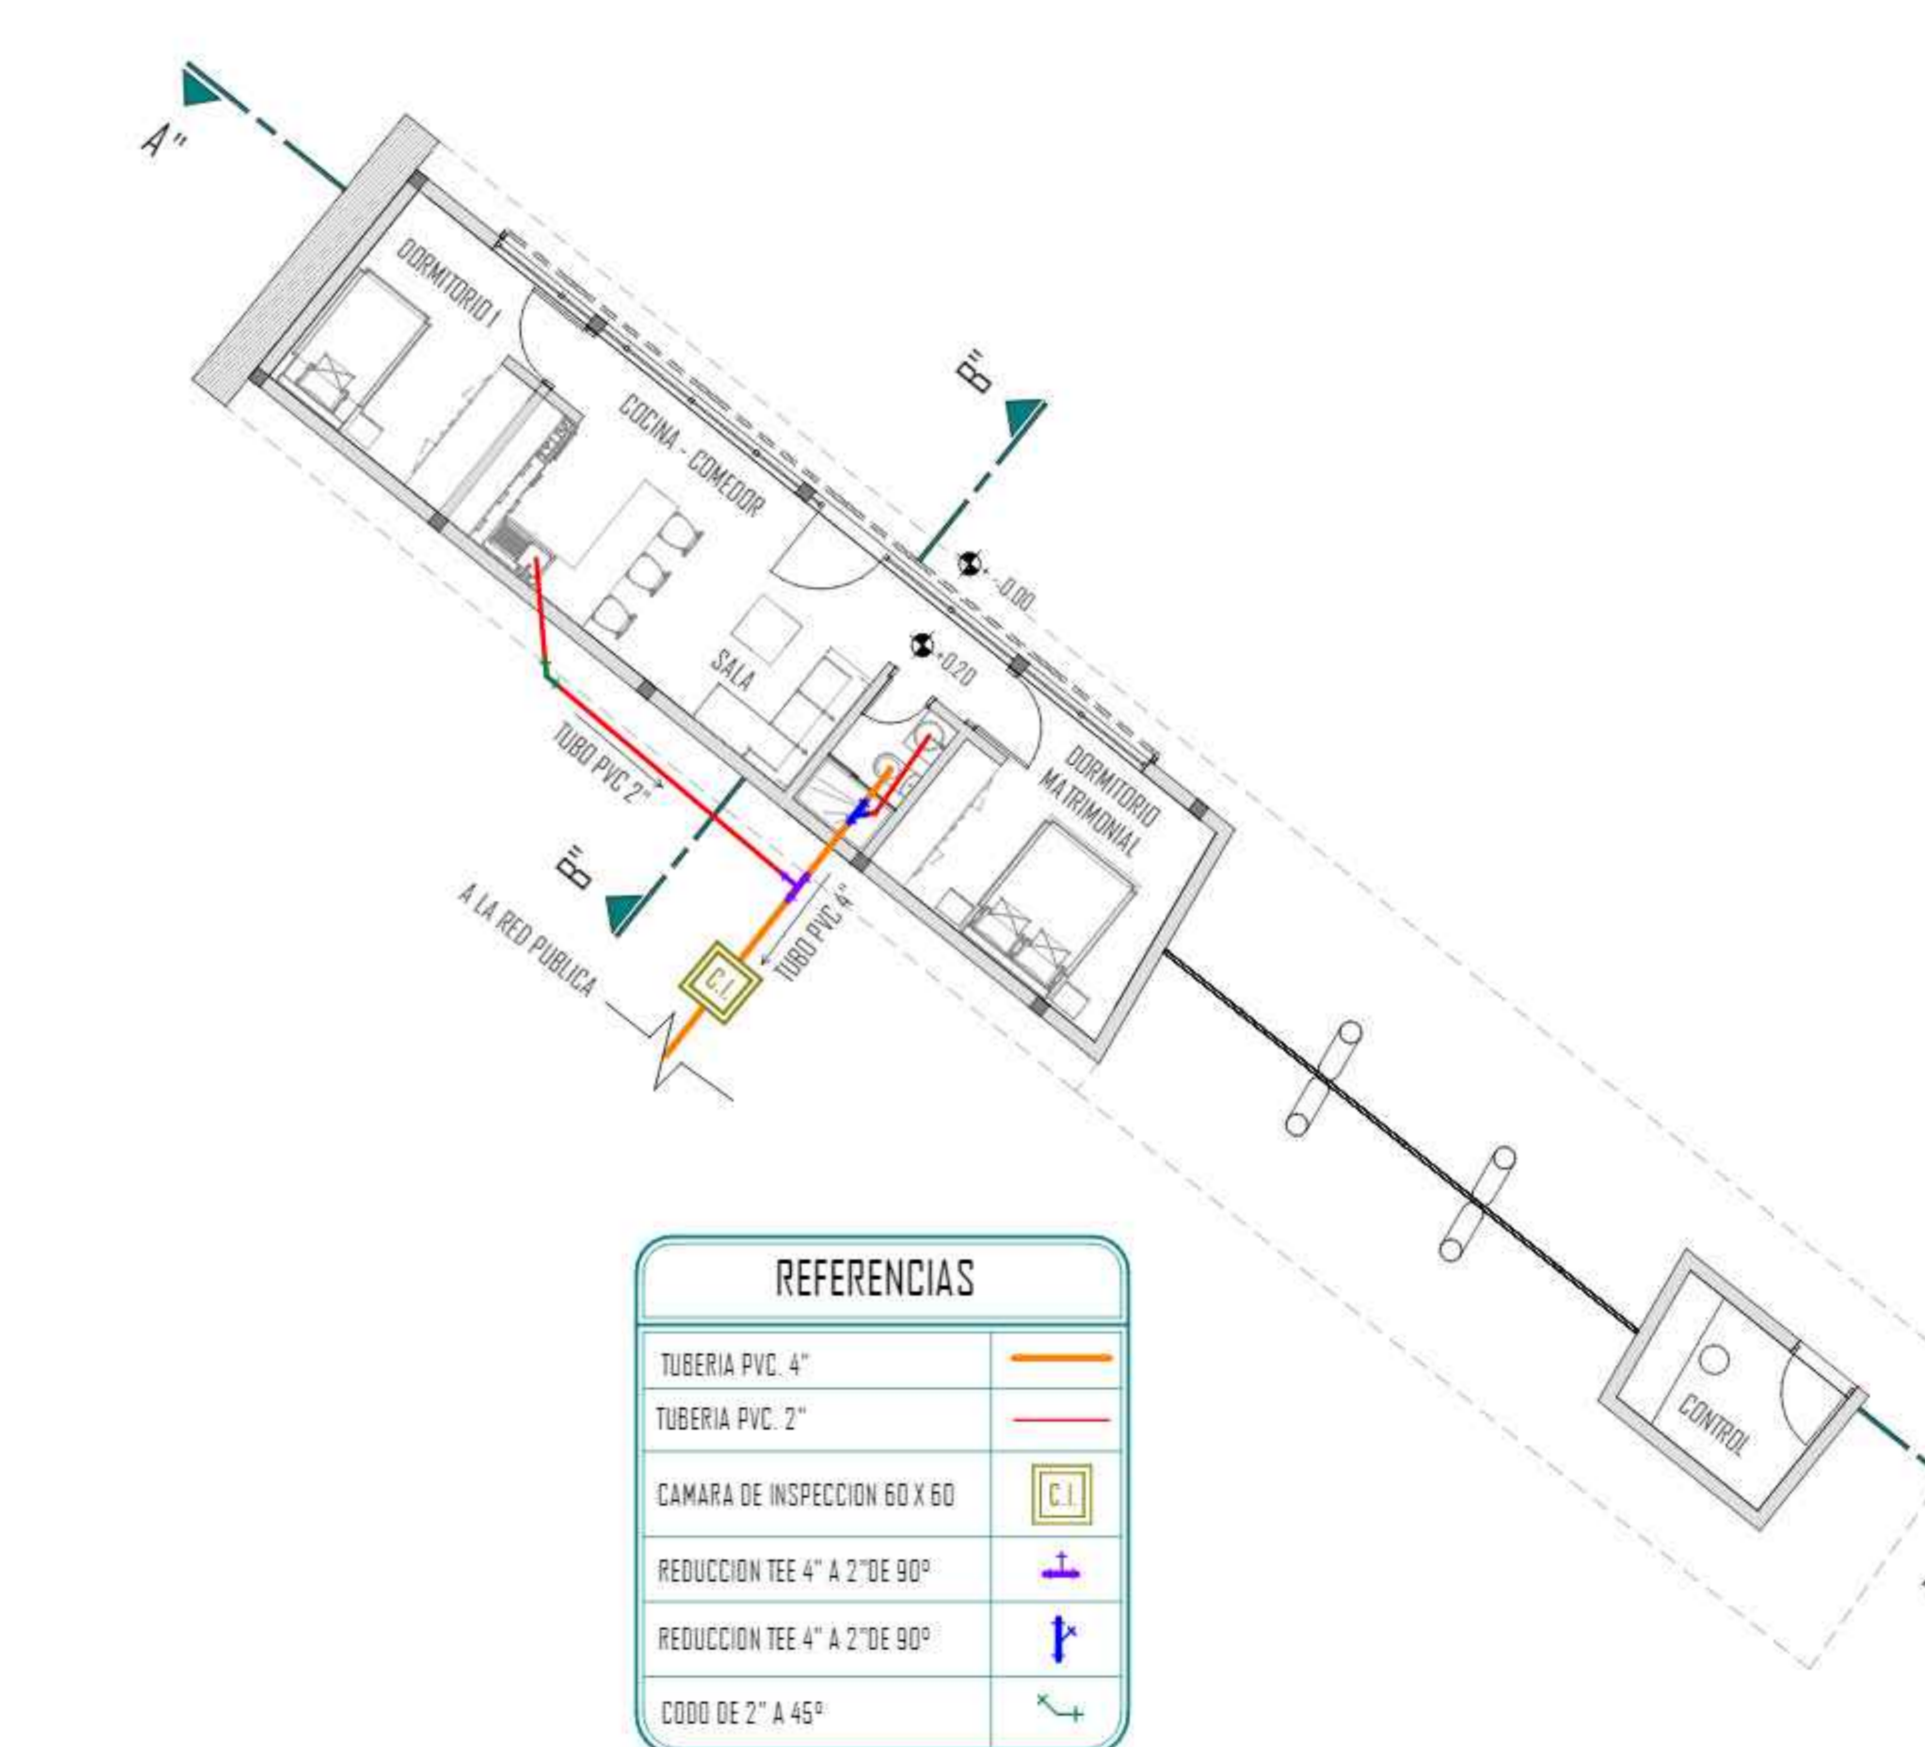 A"
DORMITORIO 1
COCINA - COMEDOR
B"
+-0.00
+0.20
SALA
DORMITORIO
MATRIMONIAL
TUBO PVC 2"
B"
A LA RED PUBLICA
TUBO PVC 4"
C.I.
CONTROL
REFERENCIAS
TUBERIA PVC. 4"
TUBERIA PVC. 2"
CAMARA DE INSPECCION 60 X 60
C.I.
REDUCCION TEE 4" A 2"DE 90º
REDUCCION TEE 4" A 2"DE 90º
CODO DE 2" A 45º